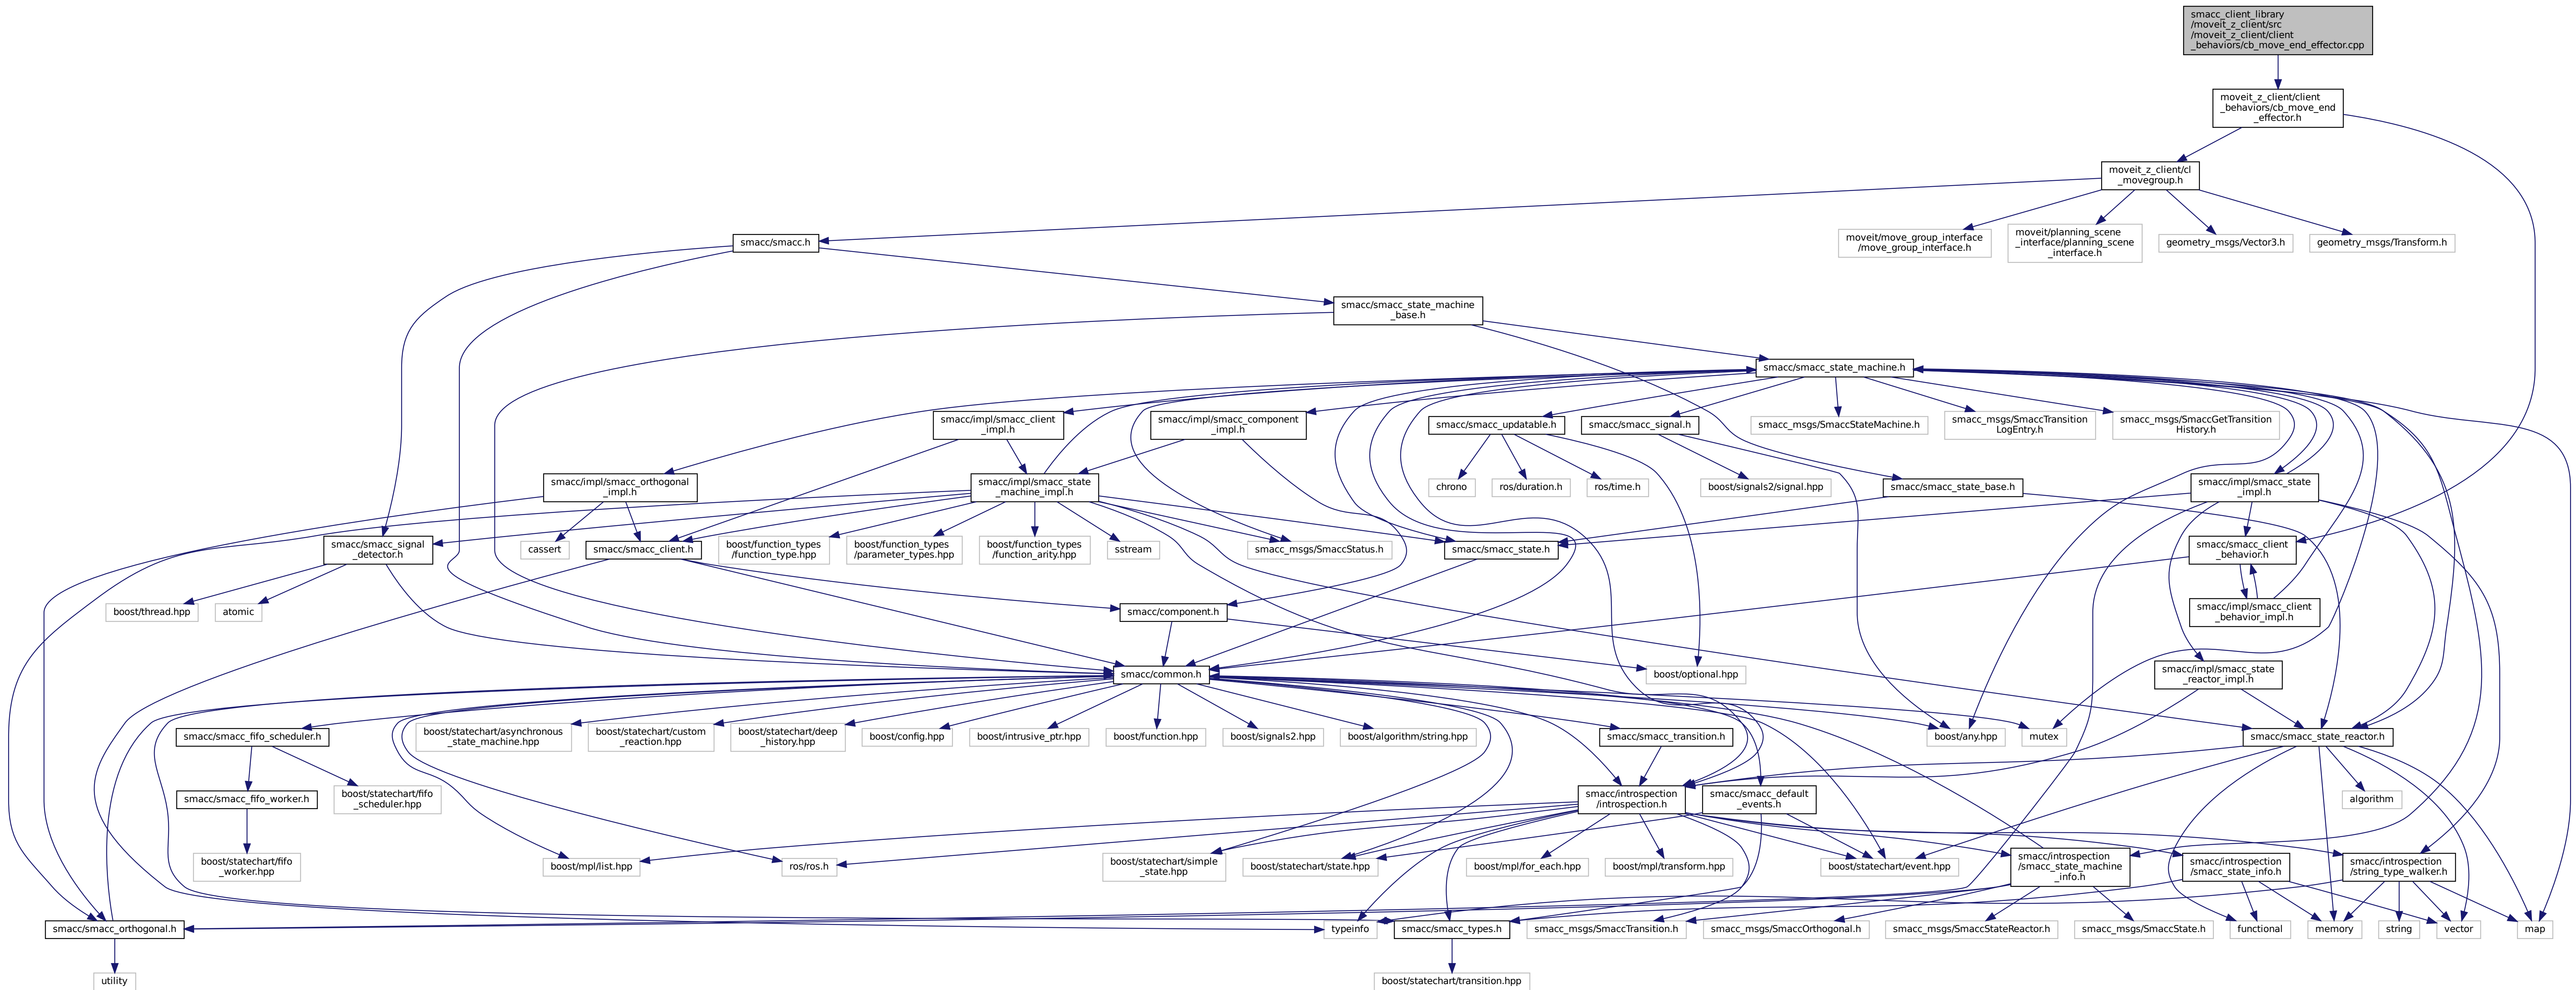 smacc_client_library
/moveit_z_client/src
/moveit_z_client/client
_behaviors/cb_move_end_effector.cpp
moveit_z_client/client
_behaviors/cb_move_end
_effector.h
moveit_z_client/cl
_movegroup.h
smacc/smacc.h
moveit/move_group_interface
/move_group_interface.h
moveit/planning_scene
_interface/planning_scene
_interface.h
geometry_msgs/Vector3.h
geometry_msgs/Transform.h
smacc/smacc_state_machine
_base.h
smacc/smacc_state_machine.h
smacc/impl/smacc_client
_impl.h
smacc/impl/smacc_component
_impl.h
smacc/smacc_updatable.h
smacc/smacc_signal.h
smacc_msgs/SmaccStateMachine.h
smacc_msgs/SmaccTransition
LogEntry.h
smacc_msgs/SmaccGetTransition
History.h
smacc/impl/smacc_orthogonal
_impl.h
smacc/impl/smacc_state
_machine_impl.h
chrono
ros/duration.h
ros/time.h
boost/signals2/signal.hpp
smacc/smacc_state_base.h
smacc/impl/smacc_state
_impl.h
smacc/smacc_signal
_detector.h
cassert
smacc/smacc_client.h
boost/function_types
/function_type.hpp
boost/function_types
/parameter_types.hpp
boost/function_types
/function_arity.hpp
sstream
smacc_msgs/SmaccStatus.h
smacc/smacc_state.h
smacc/smacc_client
_behavior.h
boost/thread.hpp
atomic
smacc/component.h
smacc/impl/smacc_client
_behavior_impl.h
smacc/common.h
boost/optional.hpp
smacc/impl/smacc_state
_reactor_impl.h
smacc/smacc_fifo_scheduler.h
boost/statechart/asynchronous
_state_machine.hpp
boost/statechart/custom
_reaction.hpp
boost/statechart/deep
_history.hpp
boost/config.hpp
boost/intrusive_ptr.hpp
boost/function.hpp
boost/signals2.hpp
boost/algorithm/string.hpp
smacc/smacc_transition.h
boost/any.hpp
mutex
smacc/smacc_state_reactor.h
smacc/smacc_fifo_worker.h
boost/statechart/fifo
_scheduler.hpp
smacc/introspection
/introspection.h
smacc/smacc_default
_events.h
algorithm
boost/statechart/fifo
_worker.hpp
boost/mpl/list.hpp
ros/ros.h
boost/statechart/simple
_state.hpp
boost/statechart/state.hpp
boost/mpl/for_each.hpp
boost/mpl/transform.hpp
boost/statechart/event.hpp
smacc/introspection
/smacc_state_machine
_info.h
smacc/introspection
/smacc_state_info.h
smacc/introspection
/string_type_walker.h
smacc/smacc_orthogonal.h
typeinfo
smacc/smacc_types.h
smacc_msgs/SmaccTransition.h
smacc_msgs/SmaccOrthogonal.h
smacc_msgs/SmaccStateReactor.h
smacc_msgs/SmaccState.h
functional
memory
string
vector
map
utility
boost/statechart/transition.hpp